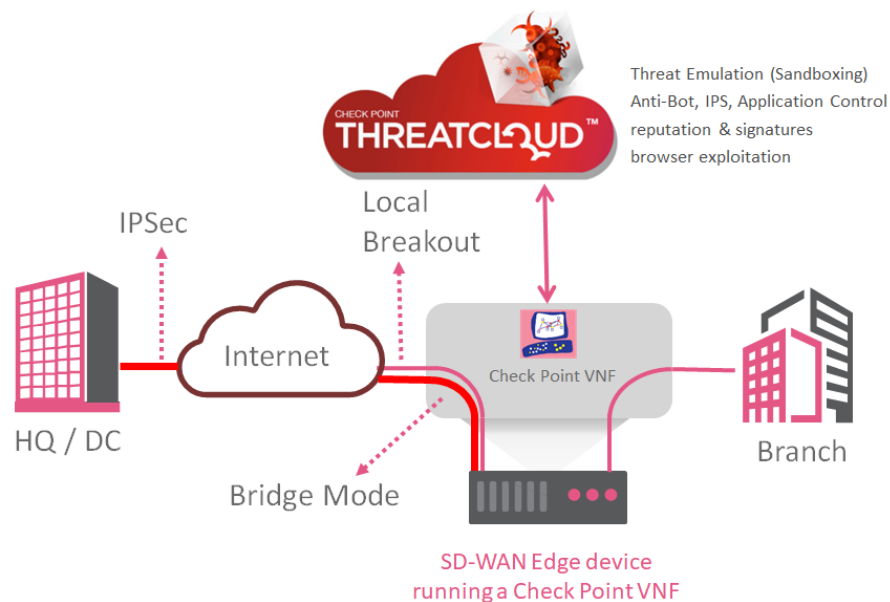 CHECK POINT
THREATCLOUD™
Threat Emulation (Sandboxing)
Anti-Bot, IPS, Application Control
reputation & signatures
browser exploitation
IPSec
Local
Breakout
Internet
Check Point VNF
HQ / DC
Branch
Bridge Mode
SD-WAN Edge device
running a Check Point VNF